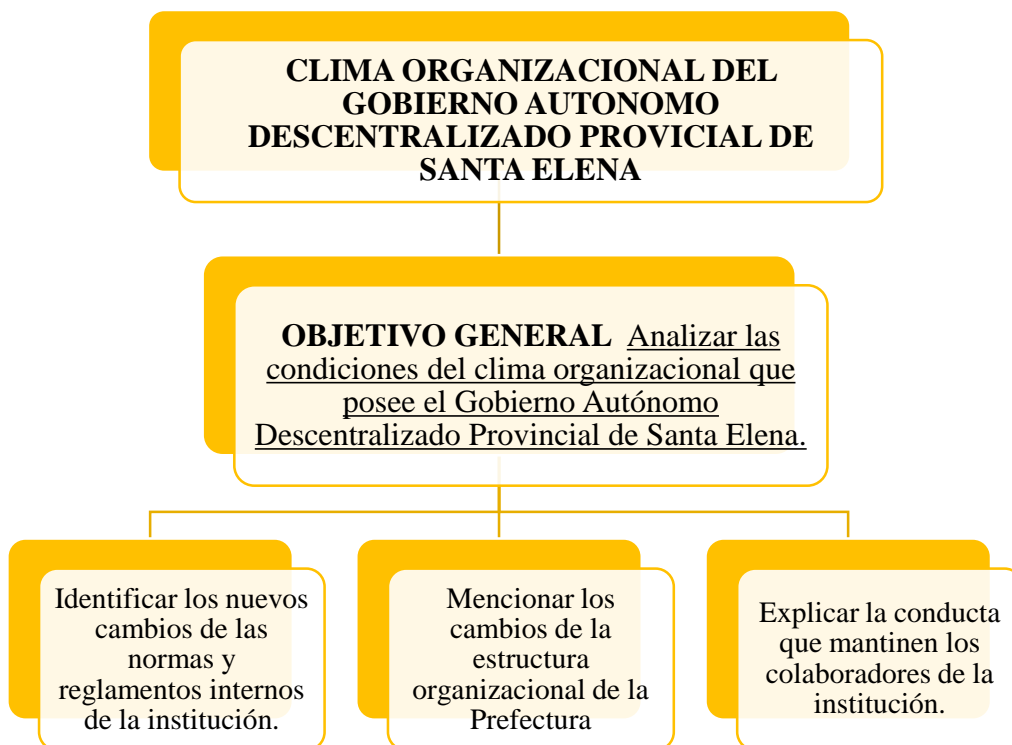 CLIMA ORGANIZACIONAL DEL
GOBIERNO AUTONOMO
DESCENTRALIZADO PROVICIAL DE
SANTA ELENA
OBJETIVO GENERAL Analizar las
condiciones del clima organizacional que
posee el Gobierno Autónomo
Descentralizado Provincial de Santa Elena.
Identificar los nuevos
cambios de las
normas y
reglamentos internos
de la institución.
Mencionar los
cambios de la
estructura
organizacional de la
Prefectura
Explicar la conducta
que mantinen los
colaboradores de la
institución.